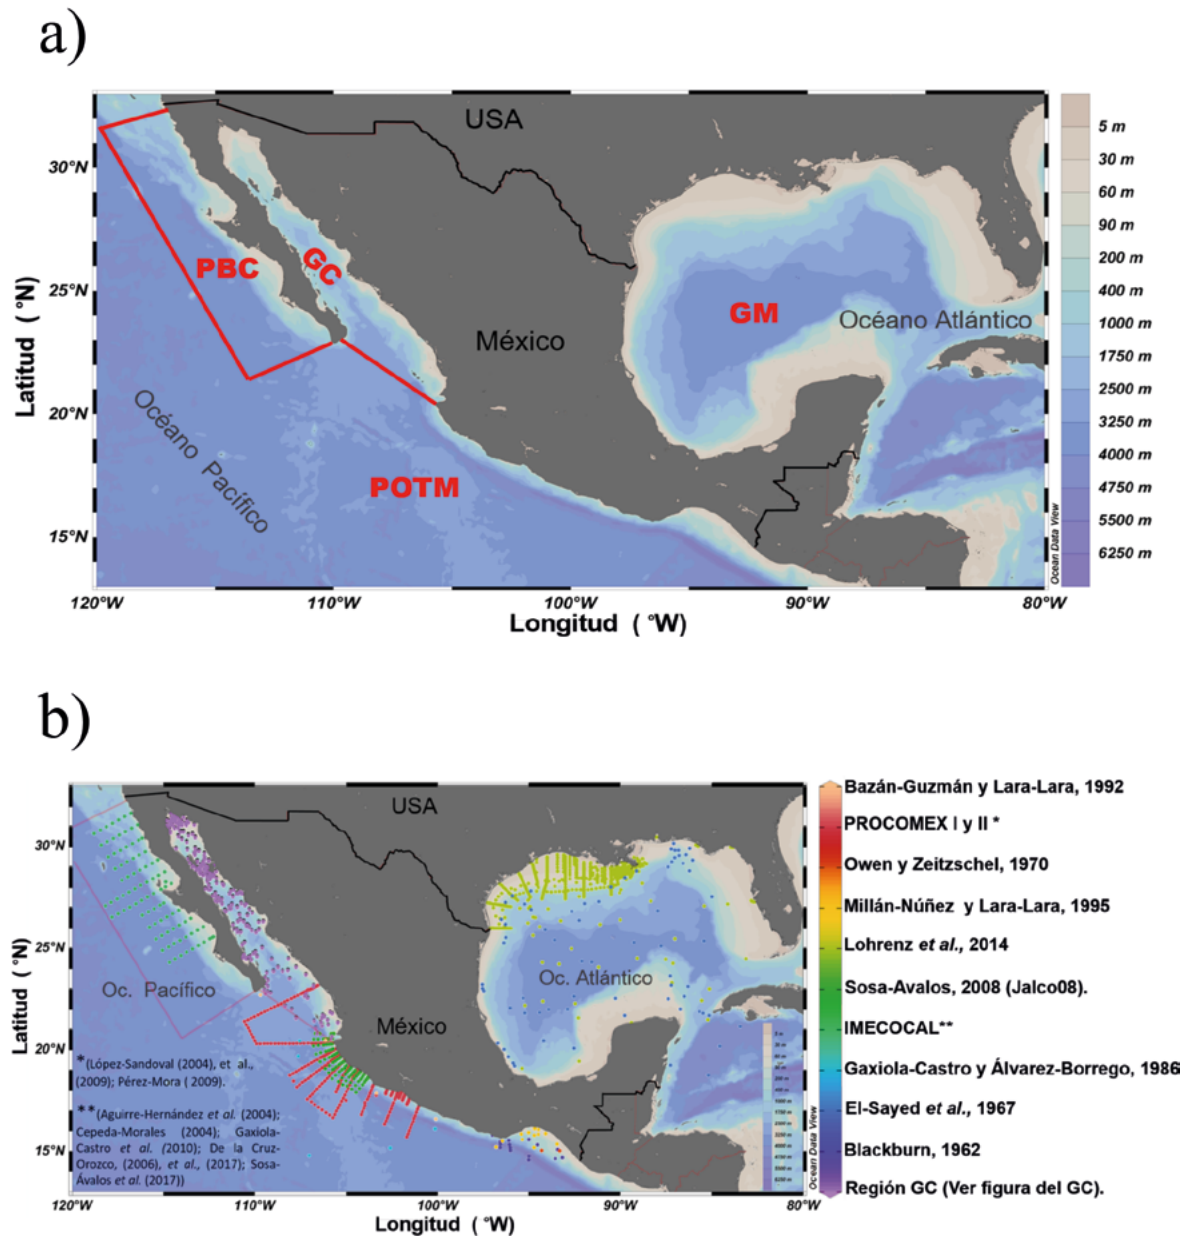 a)
USA
30°N
25°N
20°N
15°N
Latitud ( °N)
PBC
GC
GM
Océano Atlántico
México
Océano Pacífico
POTM
Ocean Data View
5 m
30 m
60 m
90 m
200 m
400 m
1000 m
1750 m
2500 m
3250 m
4000 m
4750 m
5500 m
6250 m
120°W
110°W
100°W
90°W
80°W
Longitud ( °W)
b)
USA
30°N
25°N
20°N
15°N
Latitud ( °N)
Oc. Pacífico
Oc. Atlántico
México
*(López-Sandoval (2004), et al.,
(2009); Pérez-Mora ( 2009).
**(Aguirre-Hernández et al. (2004);
Cepeda-Morales (2004); Gaxiola-
Castro et al. (2010); De la Cruz-
Orozco, (2006), et al., (2017); Sosa-
Ávalos et al. (2017))
Ocean Data View
120°W
110°W
100°W
90°W
80°W
Longitud ( °W)
Bazán-Guzmán y Lara-Lara, 1992
PROCOMEX I y II *
Owen y Zeitzschel, 1970
Millán-Núñez y Lara-Lara, 1995
Lohrenz et al., 2014
Sosa-Avalos, 2008 (Jalco08).
IMECOCAL**
Gaxiola-Castro y Álvarez-Borrego, 1986
El-Sayed et al., 1967
Blackburn, 1962
Región GC (Ver figura del GC).